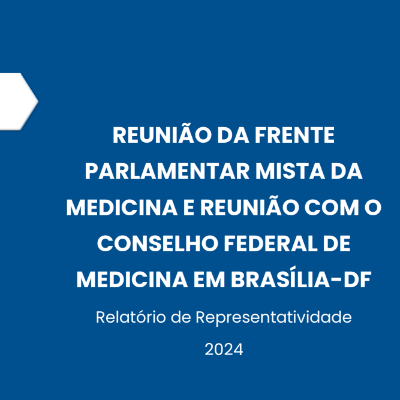 REUNIÃO DA FRENTE
PARLAMENTAR MISTA DA
MEDICINA E REUNIÃO COM O
CONSELHO FEDERAL DE
MEDICINA EM BRASÍLIA-DF
Relatório de Representatividade
2024